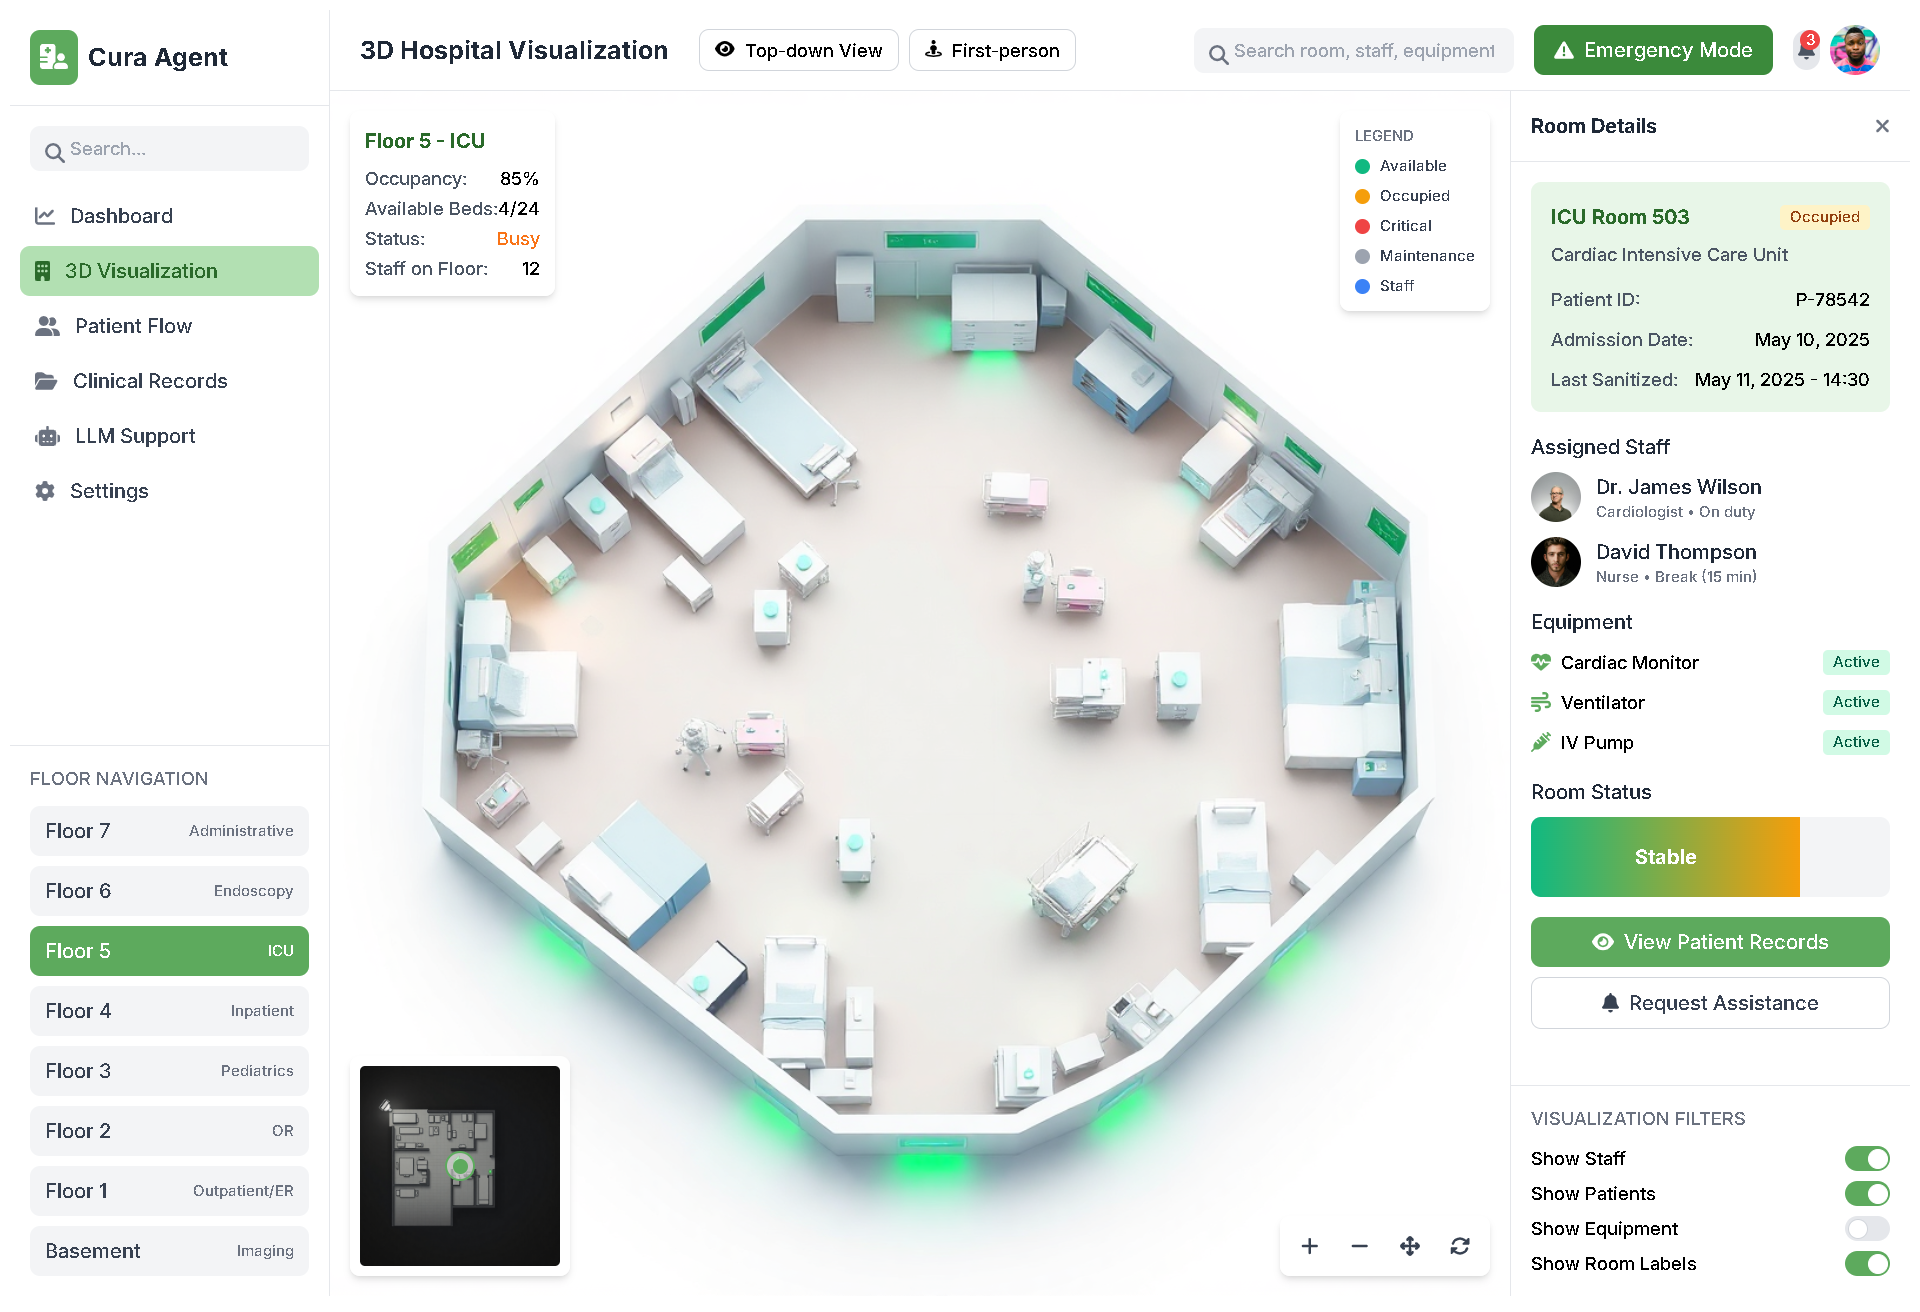 Cura Agent
Search...
Dashboard
3D Visualization
Patient Flow
Clinical Records
LLM Support
Settings
FLOOR NAVIGATION
Floor 7 Administrative
Floor 6 Endoscopy
Floor 5 ICU
Floor 4 Inpatient
Floor 3 Pediatrics
Floor 2 OR
Floor 1 Outpatient/ER
Basement Imaging
3D Hospital Visualization
Top-down View
First-person
Search room, staff, equipment
Emergency Mode
3
Floor 5 - ICU
Occupancy: 85%
Available Beds: 4/24
Status: Busy
Staff on Floor: 12
LEGEND
Available
Occupied
Critical
Maintenance
Staff
Room Details
ICU Room 503 Occupied
Cardiac Intensive Care Unit
Patient ID: P-78542
Admission Date: May 10, 2025
Last Sanitized: May 11, 2025 - 14:30
Assigned Staff
Dr. James Wilson
Cardiologist • On duty
David Thompson
Nurse • Break (15 min)
Equipment
Cardiac Monitor Active
Ventilator Active
IV Pump Active
Room Status
Stable
View Patient Records
Request Assistance
VISUALIZATION FILTERS
Show Staff
Show Patients
Show Equipment
Show Room Labels